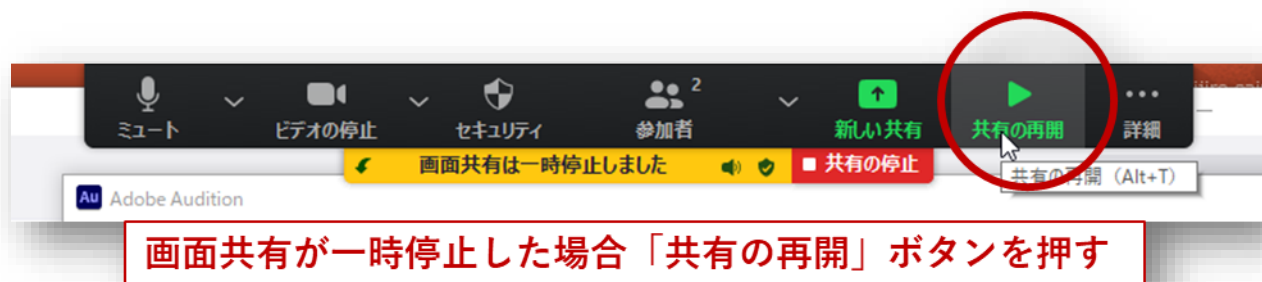 ミュート ビデオの停止 セキュリティ 参加者 2 新しい共有 共有の再開 詳細
画面共有は一時停止しました 共有の停止
共有の再開（Alt+T）
Au Adobe Audition
画面共有が一時停止した場合「共有の再開」ボタンを押す